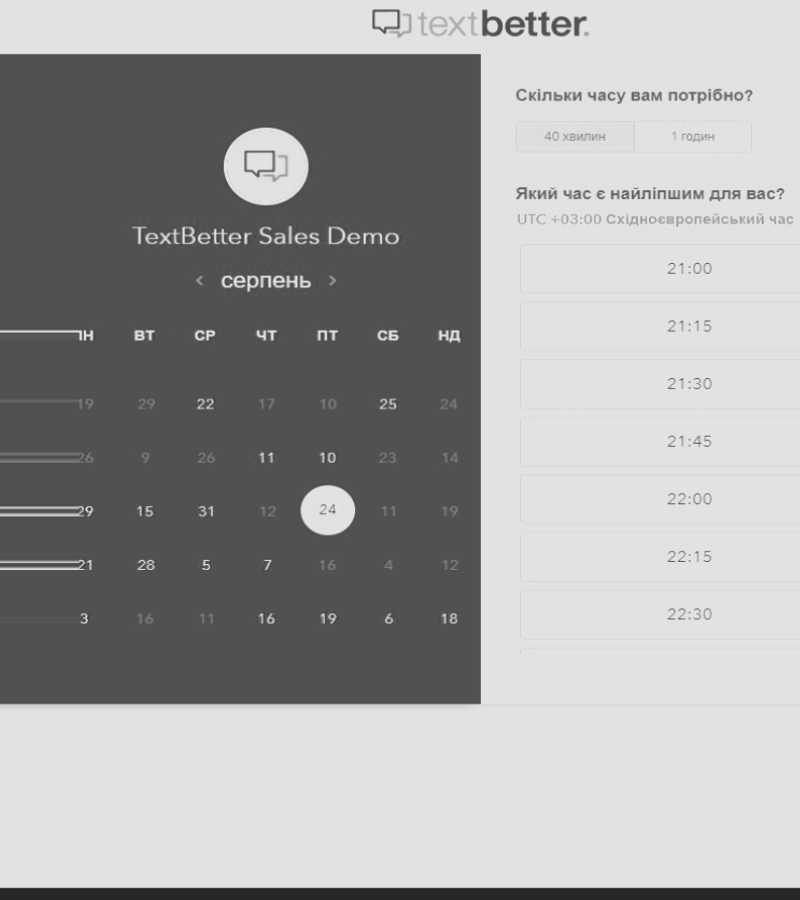 textbetter.
TextBetter Sales Demo
< серпень >
ПН ВТ СР ЧТ ПТ СБ НД
19 29 22 17 10 25 24
26 9 26 11 10 23 14
29 15 31 12 24 11 19
21 28 5 7 16 4 12
3 16 11 16 19 6 18
Скільки часу вам потрібно?
40 хвилин 1 годин
Який час є найліпшим для вас?
UTC +03:00 Східноєвропейський час
21:00
21:15
21:30
21:45
22:00
22:15
22:30